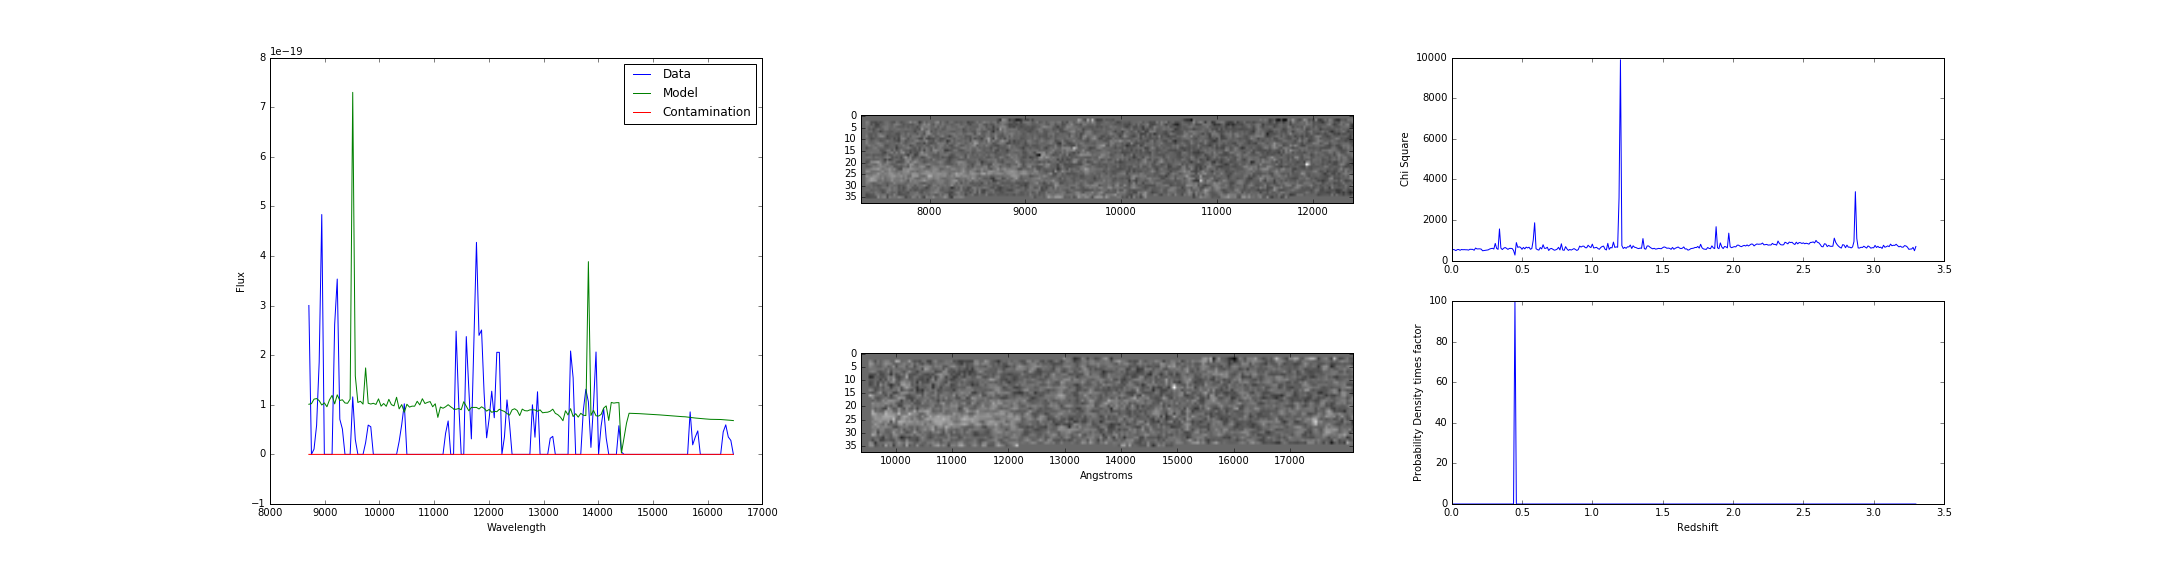 1e−19
8
7
6
5
4
3
2
1
0
−1
Flux
8000 9000 10000 11000 12000 13000 14000 15000 16000 17000
Wavelength
Data
Model
Contamination
0
5
10
15
20
25
30
35
8000 9000 10000 11000 12000
0
5
10
15
20
25
30
35
10000 11000 12000 13000 14000 15000 16000 17000
Angstroms
10000
8000
6000
4000
2000
0
Chi Square
0.0 0.5 1.0 1.5 2.0 2.5 3.0 3.5
100
80
60
40
20
0
Probability Density times factor
0.0 0.5 1.0 1.5 2.0 2.5 3.0 3.5
Redshift